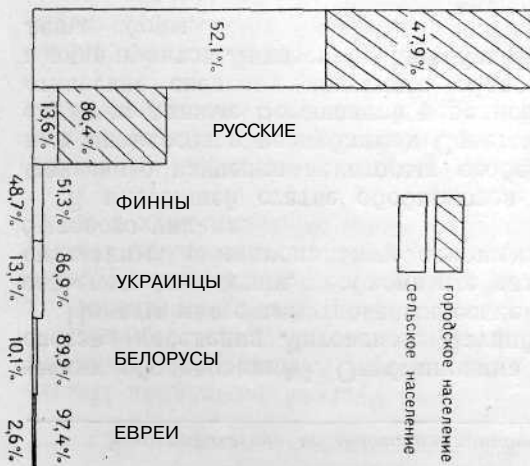 52,1%
47,9%
86,4%
13,6%
РУССКИЕ
51,3%
48,7%
ФИННЫ
86,9%
13,1%
УКРАИНЦЫ
89,9%
10,1%
БЕЛОРУСЫ
97,4%
2,6%
ЕВРЕИ
городское население
сельское население